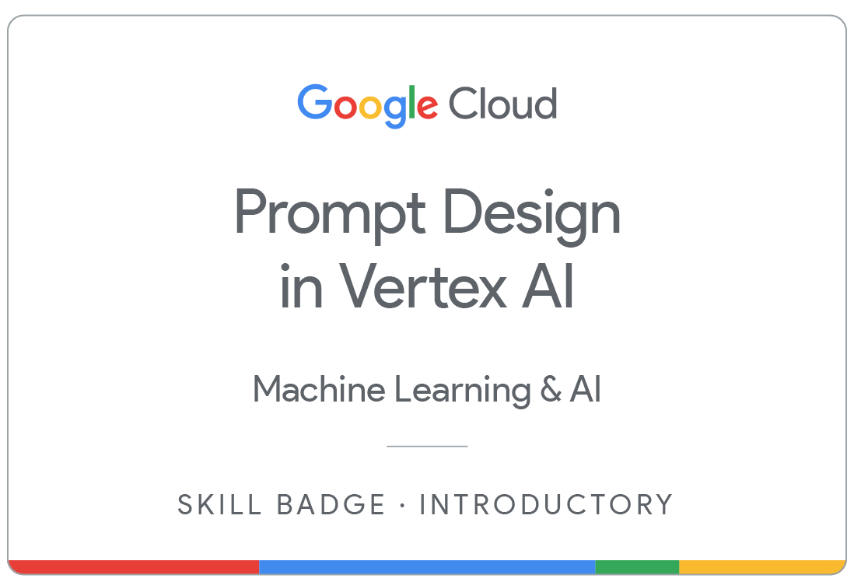 Google Cloud
Prompt Design
in Vertex AI
Machine Learning & AI
SKILL BADGE · INTRODUCTORY